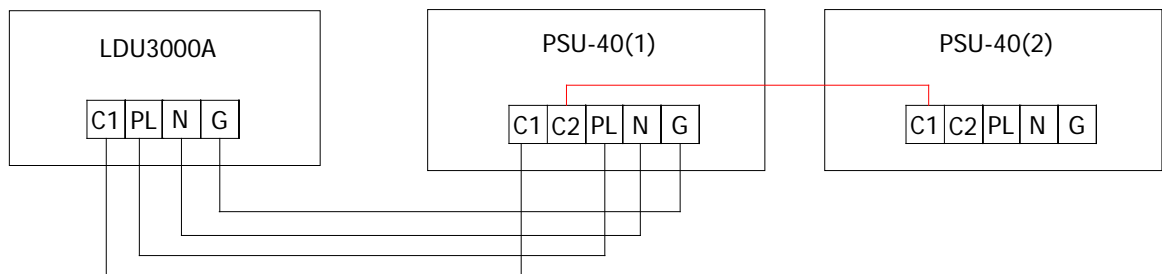 LDU3000A
C1 PL N G
PSU-40(1)
C1 C2 PL N G
PSU-40(2)
C1 C2 PL N G